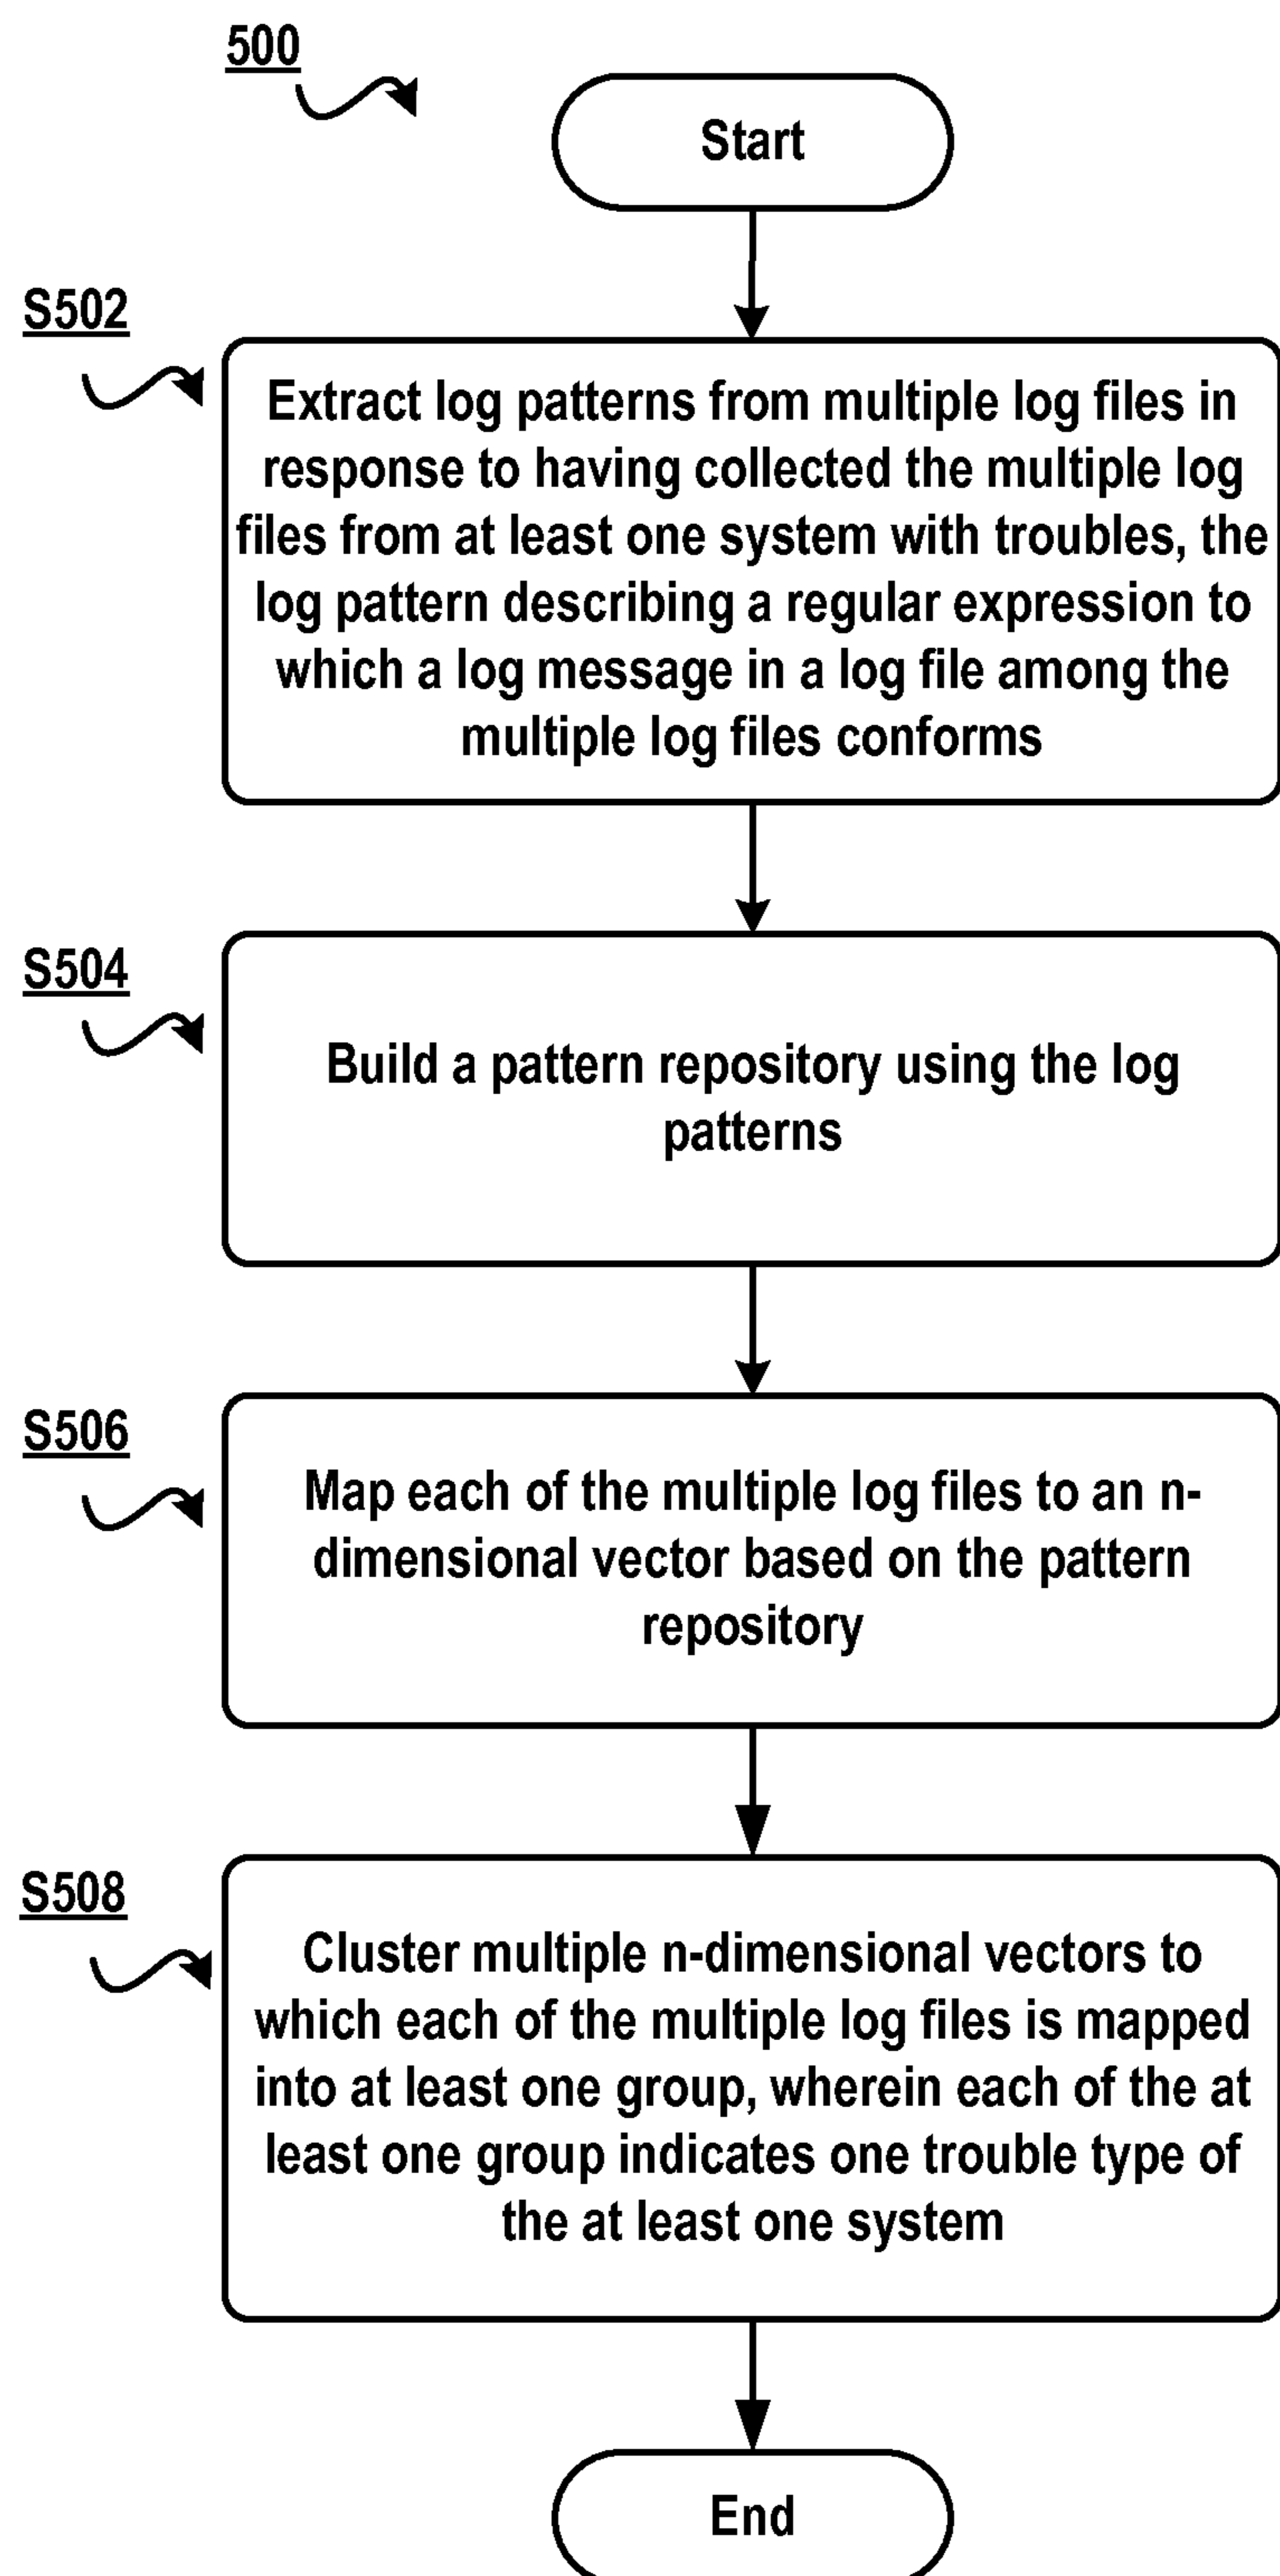 500
Start
S502
Extract log patterns from multiple log files in
response to having collected the multiple log
files from at least one system with troubles, the
log pattern describing a regular expression to
which a log message in a log file among the
multiple log files conforms
S504
Build a pattern repository using the log
patterns
S506
Map each of the multiple log files to an n-
dimensional vector based on the pattern
repository
S508
Cluster multiple n-dimensional vectors to
which each of the multiple log files is mapped
into at least one group, wherein each of the at
least one group indicates one trouble type of
the at least one system
End